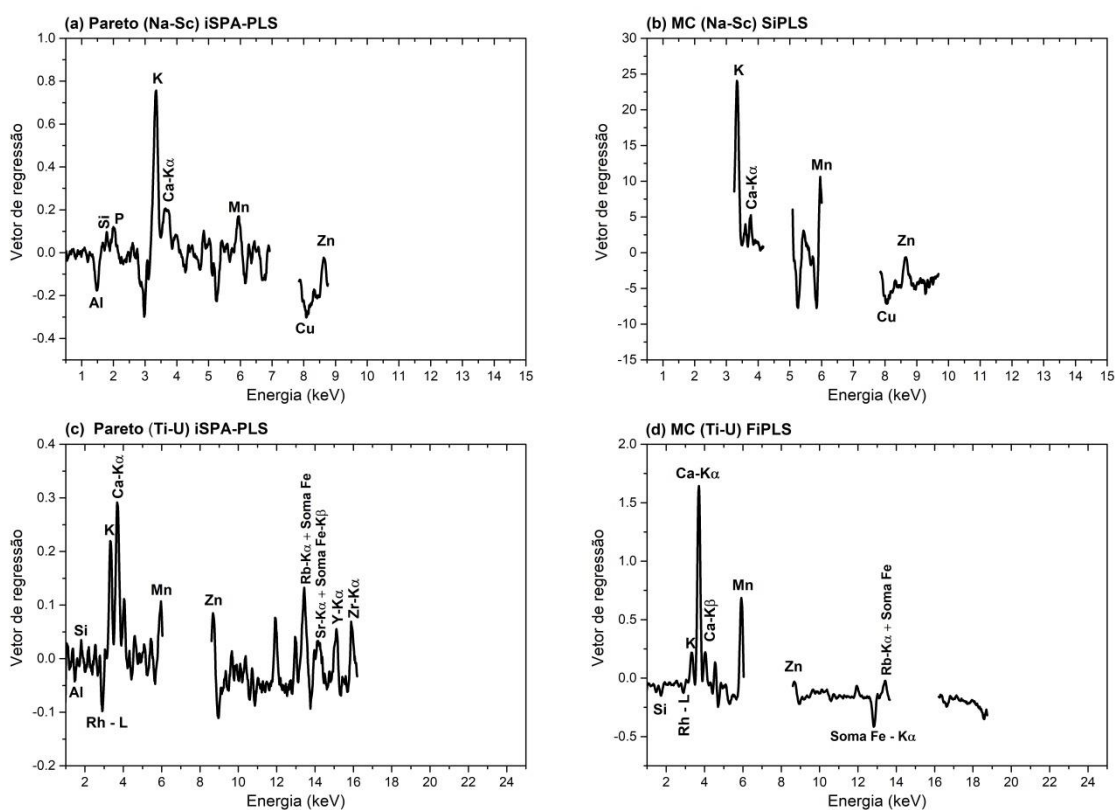 (a) Pareto (Na-Sc) iSPA-PLS
Vetor de regressão
1.0
0.8
0.6
0.4
0.2
0.0
-0.2
-0.4
K
Ca-Kα
Si
P
Al
Mn
Zn
Cu
1 2 3 4 5 6 7 8 9 10 11 12 13 14 15
Energia (keV)
(b) MC (Na-Sc) SiPLS
Vetor de regressão
30
25
20
15
10
5
0
-5
-10
-15
K
Ca-Kα
Mn
Zn
Cu
1 2 3 4 5 6 7 8 9 10 11 12 13 14 15
Energia (keV)
(c) Pareto (Ti-U) iSPA-PLS
Vetor de regressão
0.4
0.3
0.2
0.1
0.0
-0.1
-0.2
Ca-Kα
K
Si
Al
Rh - L
Mn
Zn
Rb-Kα + Soma Fe
Sr-Kα + Soma Fe-Kβ
Y-Kα
Zr-Kα
2 4 6 8 10 12 14 16 18 20 22 24
Energia (keV)
(d) MC (Ti-U) FiPLS
Vetor de regressão
2.0
1.5
1.0
0.5
0.0
-0.5
Ca-Kα
K
Ca-Kβ
Mn
Si
Rh - L
Zn
Rb-Kα + Soma Fe
Soma Fe - Kα
2 4 6 8 10 12 14 16 18 20 22 24
Energia (keV)